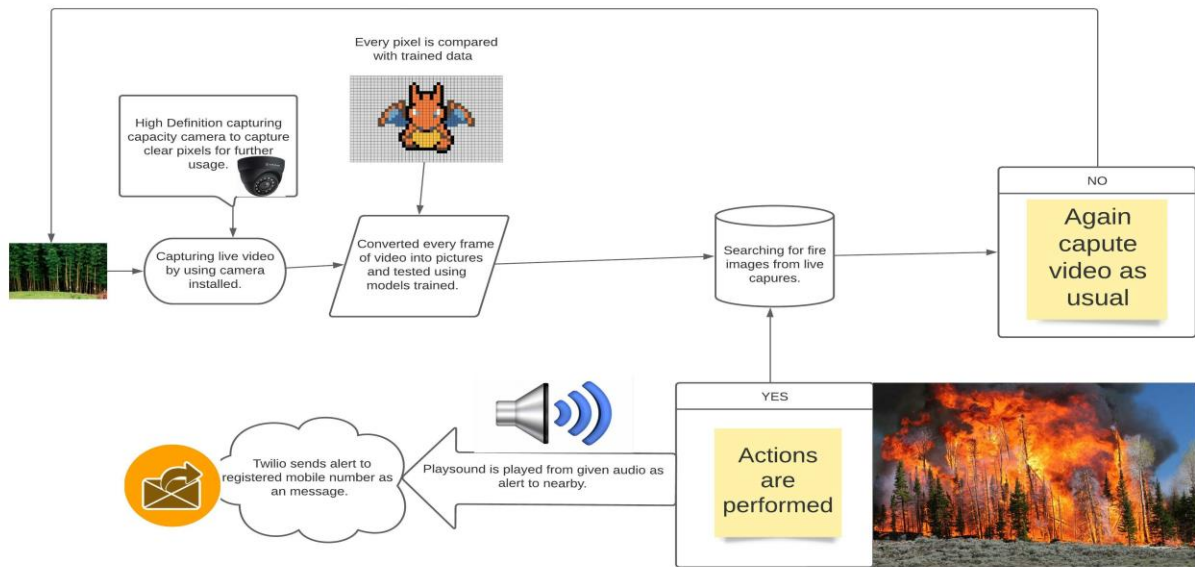 Every pixel is compared
with trained data
High Definition capturing
capacity camera to capture
clear pixels for further
usage.
Capturing live video
by using camera
installed.
Converted every frame
of video into pictures
and tested using
models trained.
Searching for fire
images from live
capures.
NO
Again
capute
video as
usual
YES
Actions
are
performed
Playsound is played from given audio as
alert to nearby.
Twilio sends alert to
registered mobile number as
an message.